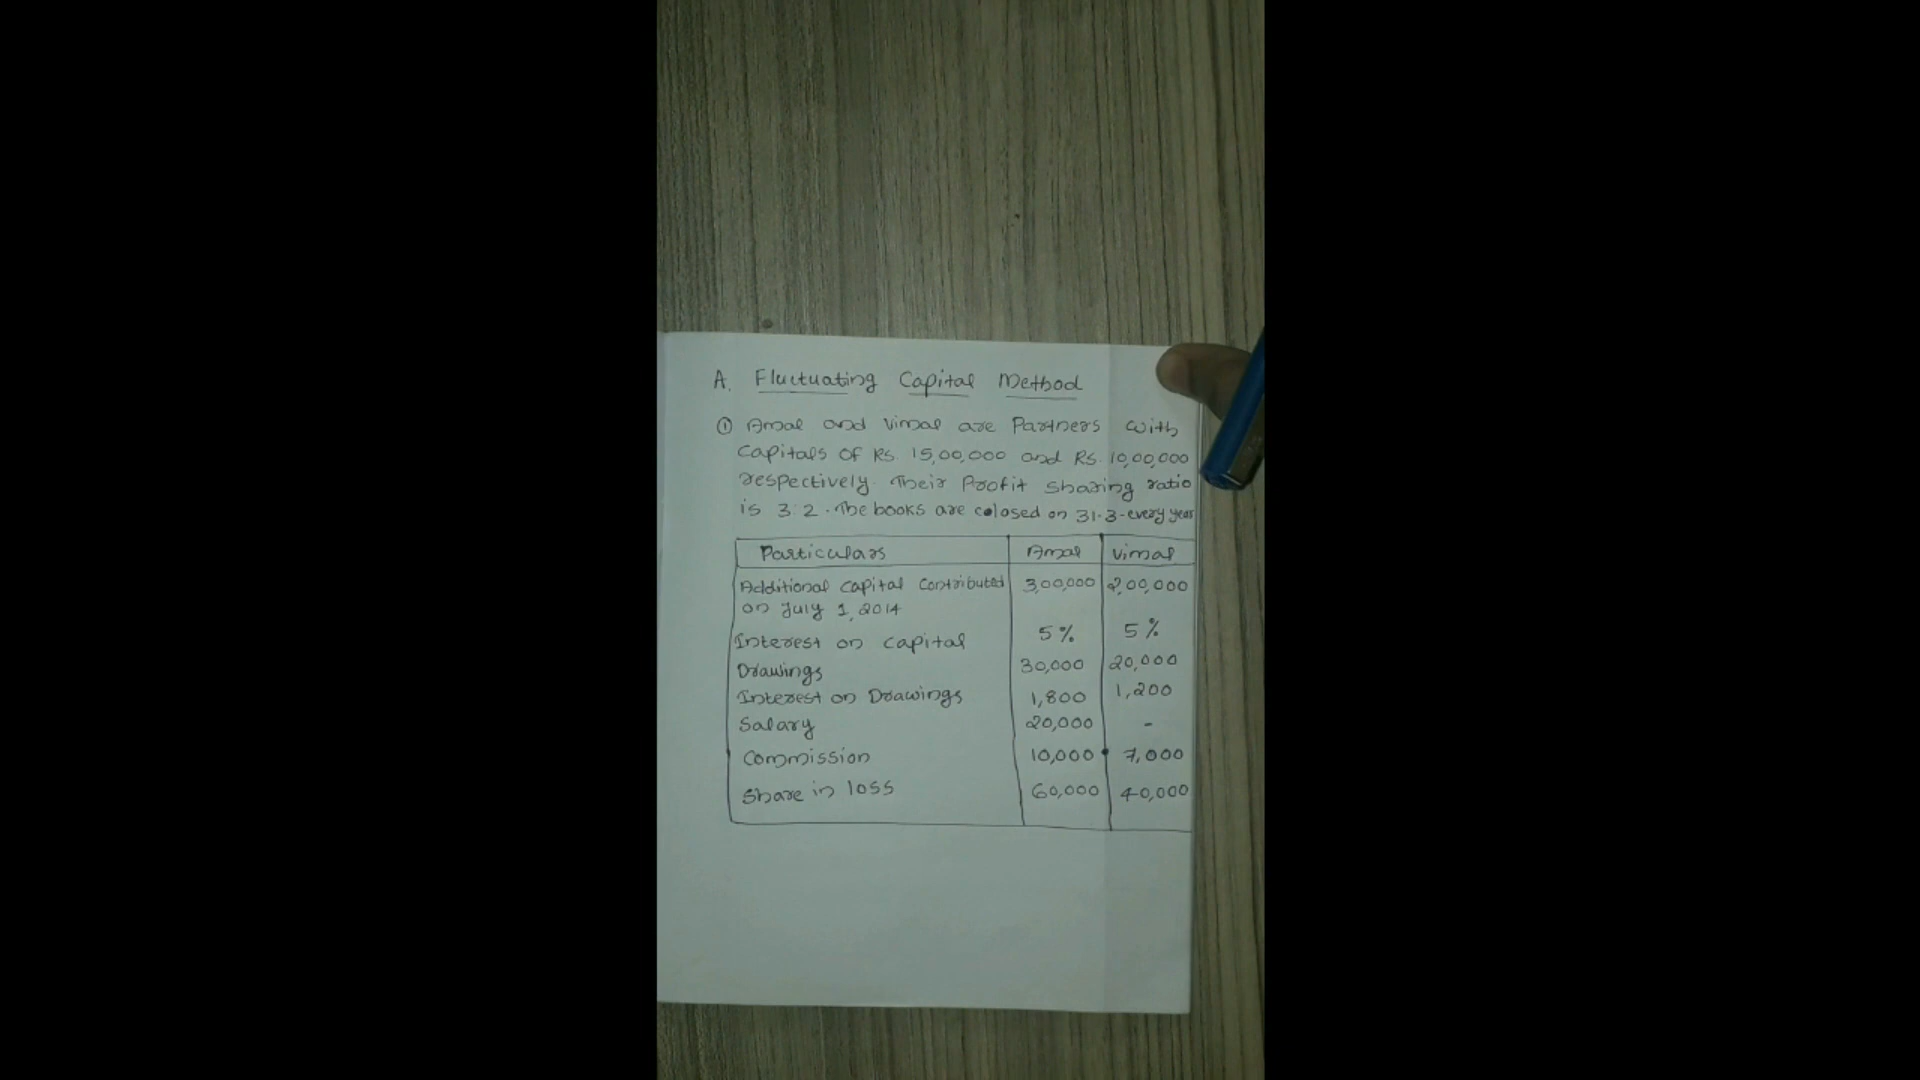 A. Fluctuating Capital Method
① Amal and Vimal are Partners with
Capitals of Rs. 15,00,000 and Rs. 10,00,000
respectively. Their Profit Sharing ratio
is 3:2. The books are colosed on 31-3-every year
Particulars Amal Vimal
Additional Capital Contributed 3,00,000 2,00,000
on July 1, 2014
Interest on capital 5% 5%
Drawings 30,000 20,000
Interest on Drawings 1,800 1,200
Salary 20,000 -
Commission 10,000 7,000
Share in loss 60,000 40,000